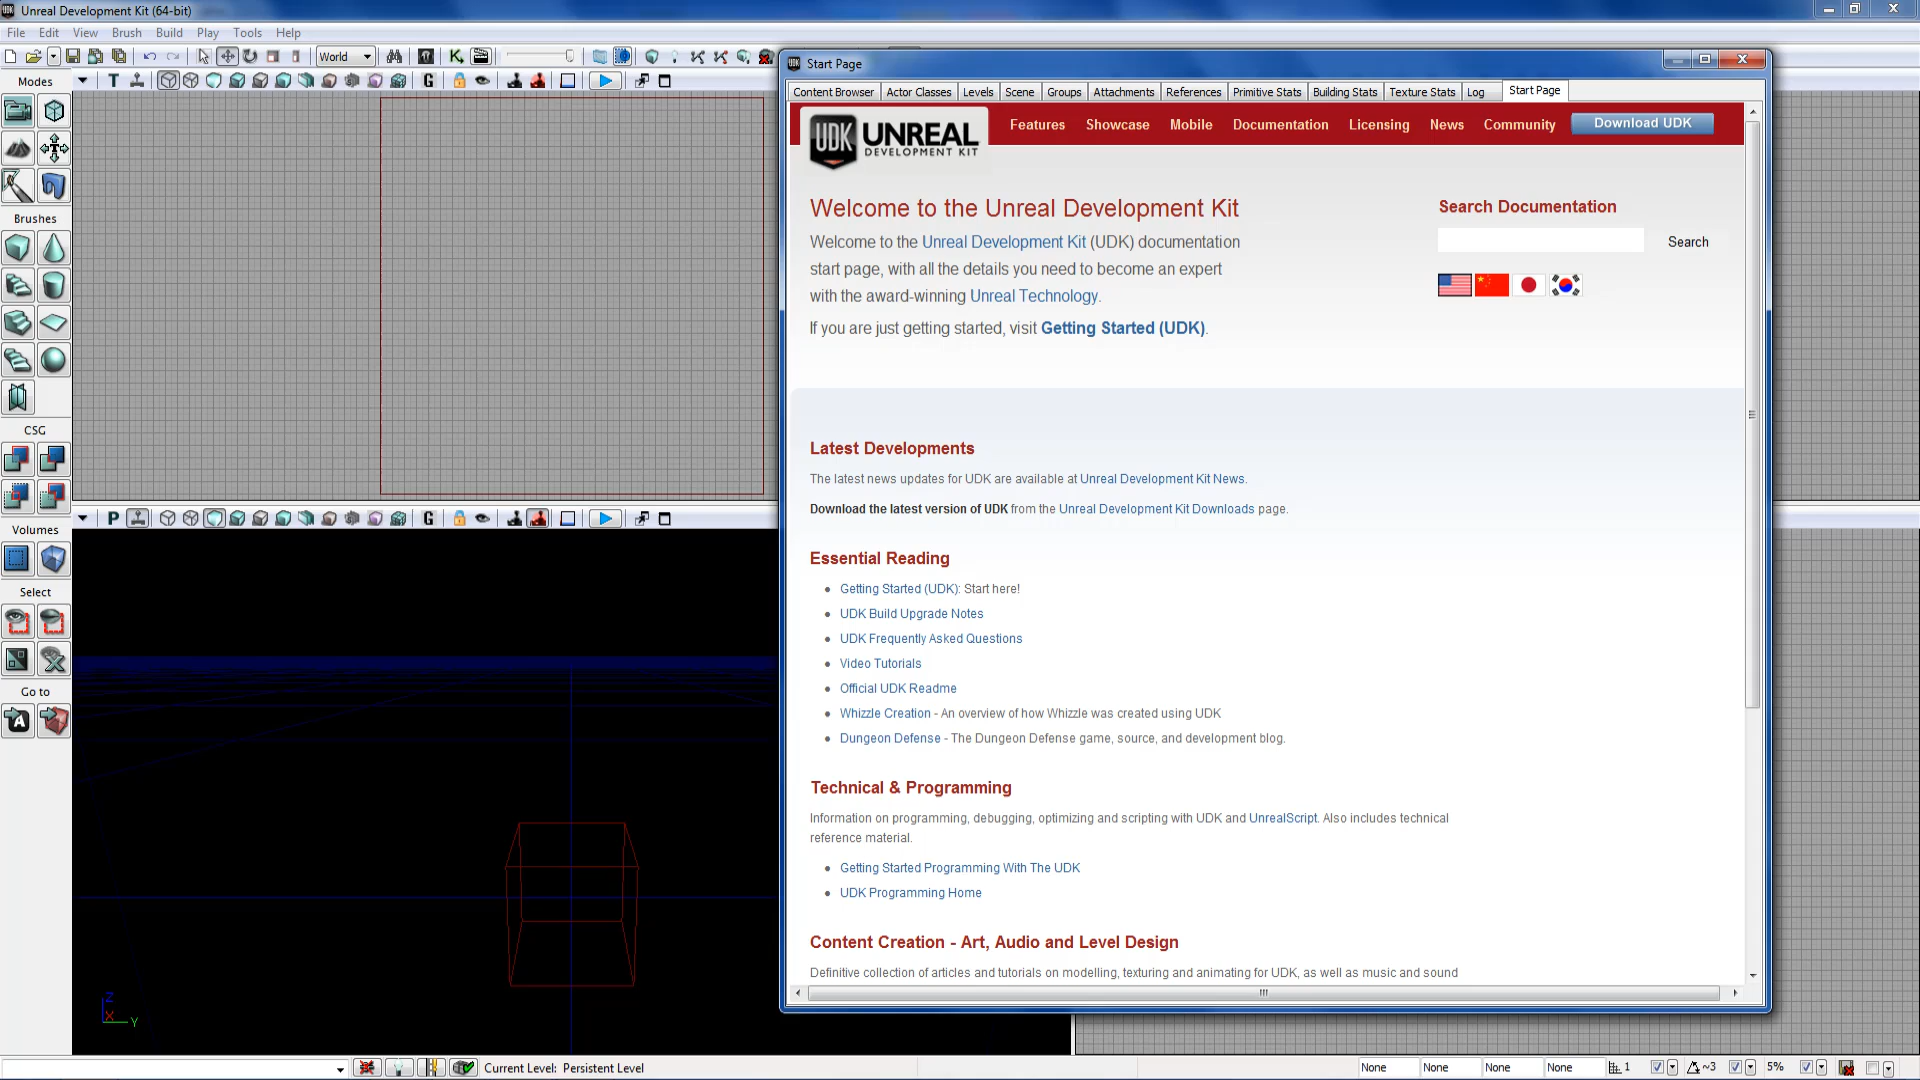 Unreal Development Kit (64-bit)
File Edit View Brush Build Play Tools Help
World
Modes
T G
Start Page
Content Browser Actor Classes Levels Scene Groups Attachments References Primitive Stats Building Stats Texture Stats Log Start Page
UDK UNREAL DEVELOPMENT KIT
Features Showcase Mobile Documentation Licensing News Community Download UDK
Welcome to the Unreal Development Kit
Search Documentation
Welcome to the Unreal Development Kit (UDK) documentation
start page, with all the details you need to become an expert
with the award-winning Unreal Technology.
Search
If you are just getting started, visit Getting Started (UDK).
Brushes
CSG
Latest Developments
The latest news updates for UDK are available at Unreal Development Kit News.
Download the latest version of UDK from the Unreal Development Kit Downloads page.
P G
Volumes
Essential Reading
Getting Started (UDK): Start here!
UDK Build Upgrade Notes
UDK Frequently Asked Questions
Video Tutorials
Official UDK Readme
Whizzle Creation - An overview of how Whizzle was created using UDK
Dungeon Defense - The Dungeon Defense game, source, and development blog.
Select
Go to
A
Technical & Programming
Information on programming, debugging, optimizing and scripting with UDK and UnrealScript. Also includes technical
reference material.
Getting Started Programming With The UDK
UDK Programming Home
Content Creation - Art, Audio and Level Design
Definitive collection of articles and tutorials on modelling, texturing and animating for UDK, as well as music and sound
Z
X Y
Current Level: Persistent Level
None None None None 1 ~3 5%